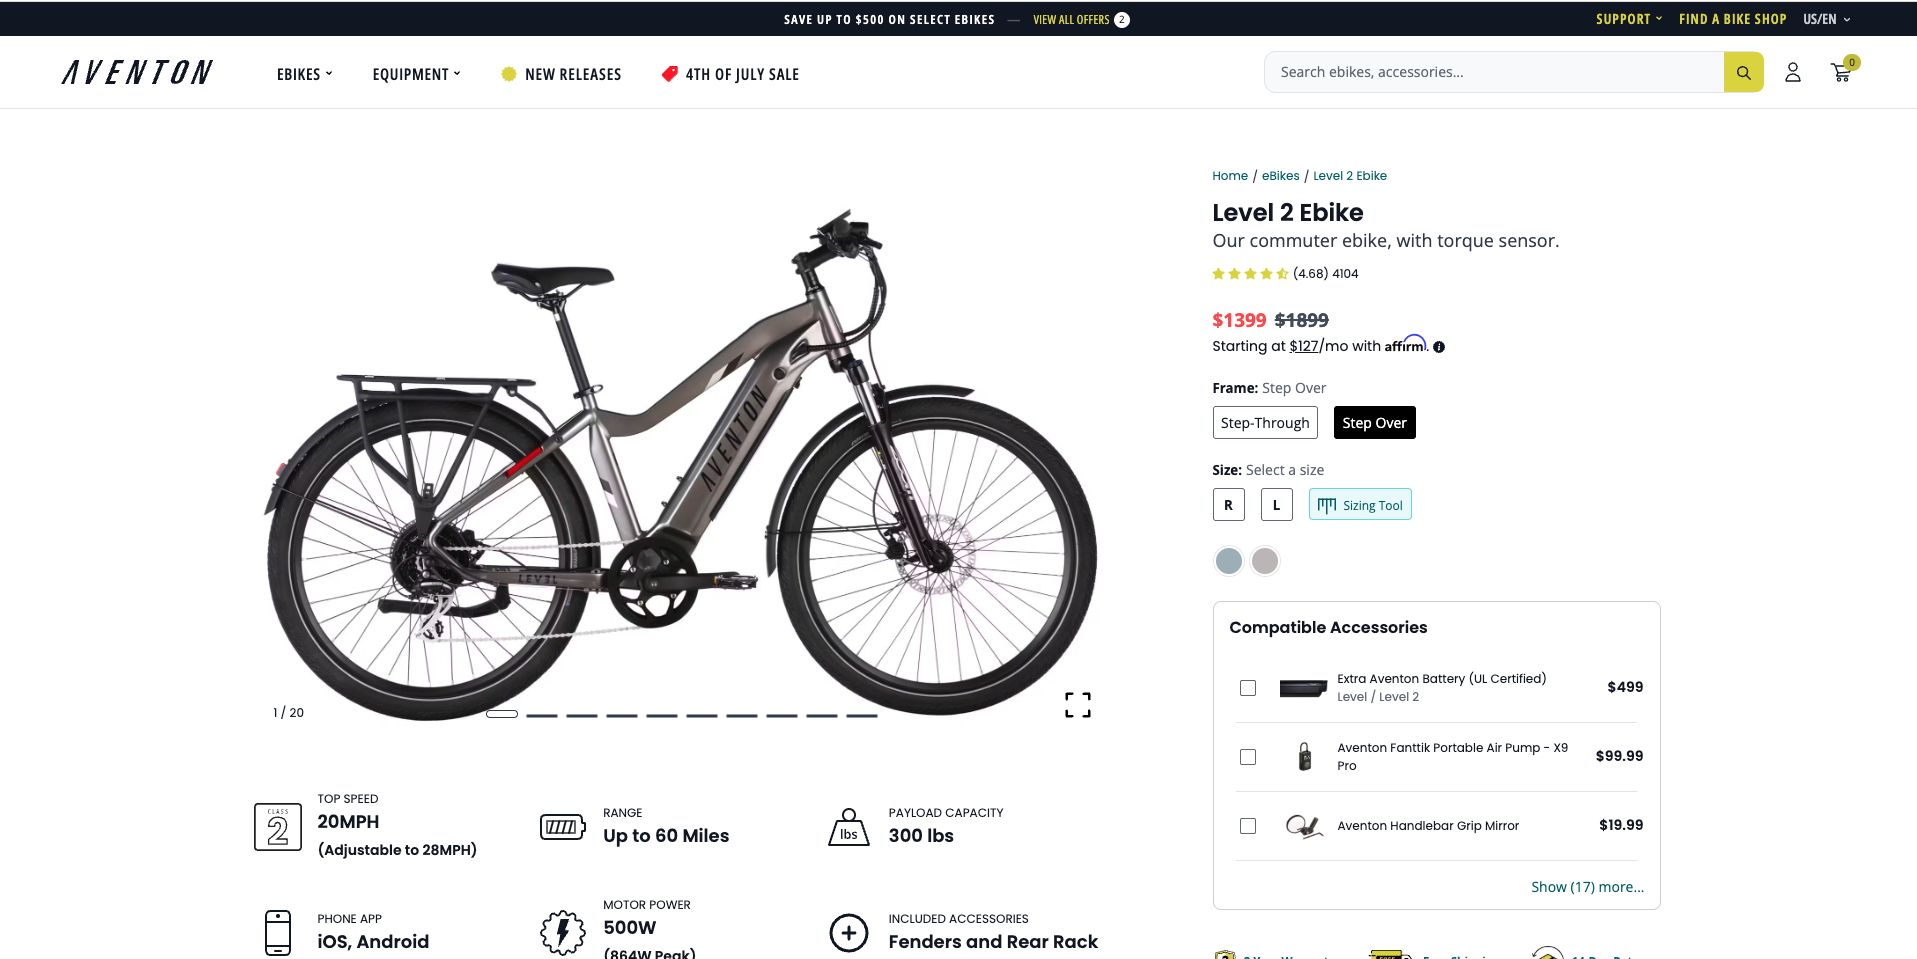 SAVE UP TO $500 ON SELECT EBIKES — VIEW ALL OFFERS 2
SUPPORT FIND A BIKE SHOP US/EN
AVENTON
EBIKES EQUIPMENT NEW RELEASES 4TH OF JULY SALE
Search ebikes, accessories...
0
Home / eBikes / Level 2 Ebike
Level 2 Ebike
Our commuter ebike, with torque sensor.
(4.68) 4104
$1399 $1899
Starting at $127/mo with affirm.
Frame: Step Over
Step-Through Step Over
Size: Select a size
R L Sizing Tool
AVENTON
LEVEL
1 / 20
Compatible Accessories
Extra Aventon Battery (UL Certified)
Level / Level 2
$499
Aventon Fanttik Portable Air Pump - X9
Pro
$99.99
Aventon Handlebar Grip Mirror
$19.99
Show (17) more...
CLASS
2
TOP SPEED
20MPH
(Adjustable to 28MPH)
RANGE
Up to 60 Miles
lbs
PAYLOAD CAPACITY
300 lbs
PHONE APP
iOS, Android
MOTOR POWER
500W
(864W Peak)
INCLUDED ACCESSORIES
Fenders and Rear Rack